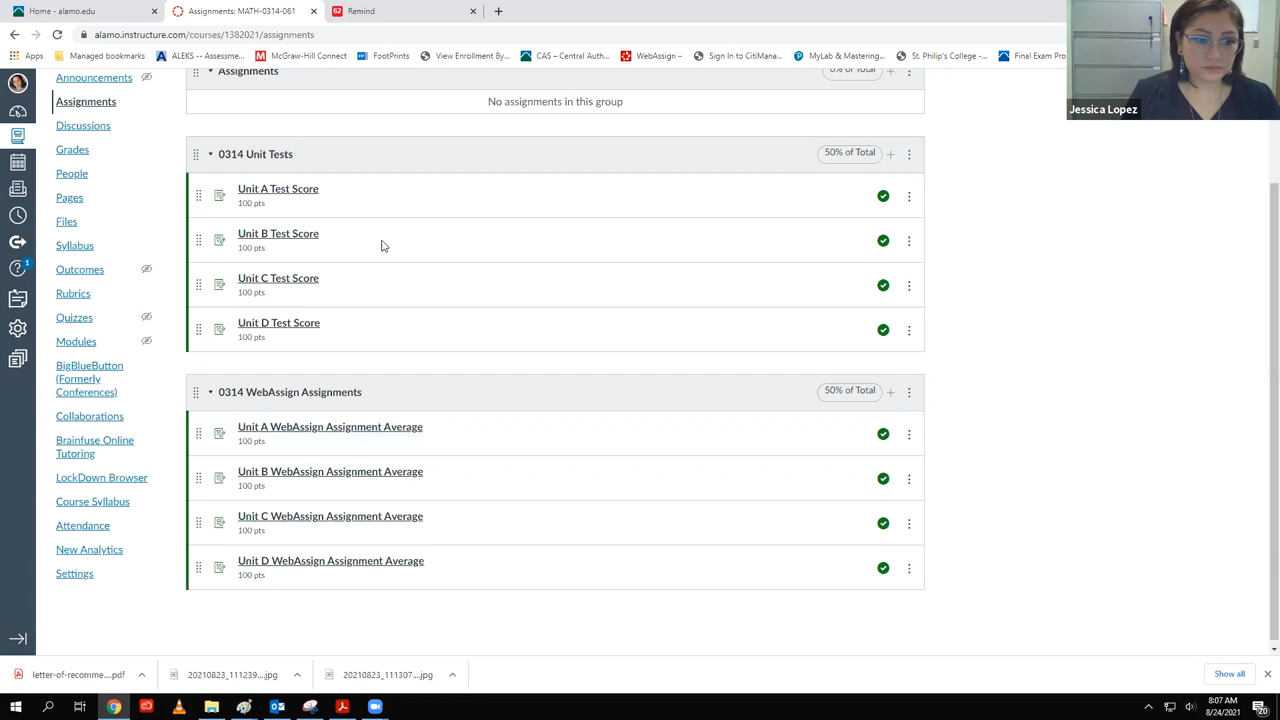 Home - alamo.edu
Assignments: MATH-0314-061
62 Remind
alamo.instructure.com/courses/1382021/assignments
Apps
Managed bookmarks
ALEKS -- Assessme...
McGraw-Hill Connect
FootPrints
View Enrollment By...
CAS – Central Auth...
WebAssign –
Sign In to CitiMana...
MyLab & Mastering...
St. Philip's College -...
Final Exam Pro
Jessica Lopez
Announcements
Assignments
Discussions
Grades
People
Pages
Files
Syllabus
Outcomes
Rubrics
Quizzes
Modules
BigBlueButton
(Formerly
Conferences)
Collaborations
Brainfuse Online
Tutoring
LockDown Browser
Course Syllabus
Attendance
New Analytics
Settings
1
Assignments
0% of Total
No assignments in this group
0314 Unit Tests
50% of Total
Unit A Test Score
100 pts
Unit B Test Score
100 pts
Unit C Test Score
100 pts
Unit D Test Score
100 pts
0314 WebAssign Assignments
50% of Total
Unit A WebAssign Assignment Average
100 pts
Unit B WebAssign Assignment Average
100 pts
Unit C WebAssign Assignment Average
100 pts
Unit D WebAssign Assignment Average
100 pts
letter-of-recomme....pdf
20210823_111239....jpg
20210823_111307....jpg
Show all
8:07 AM
8/24/2021
20